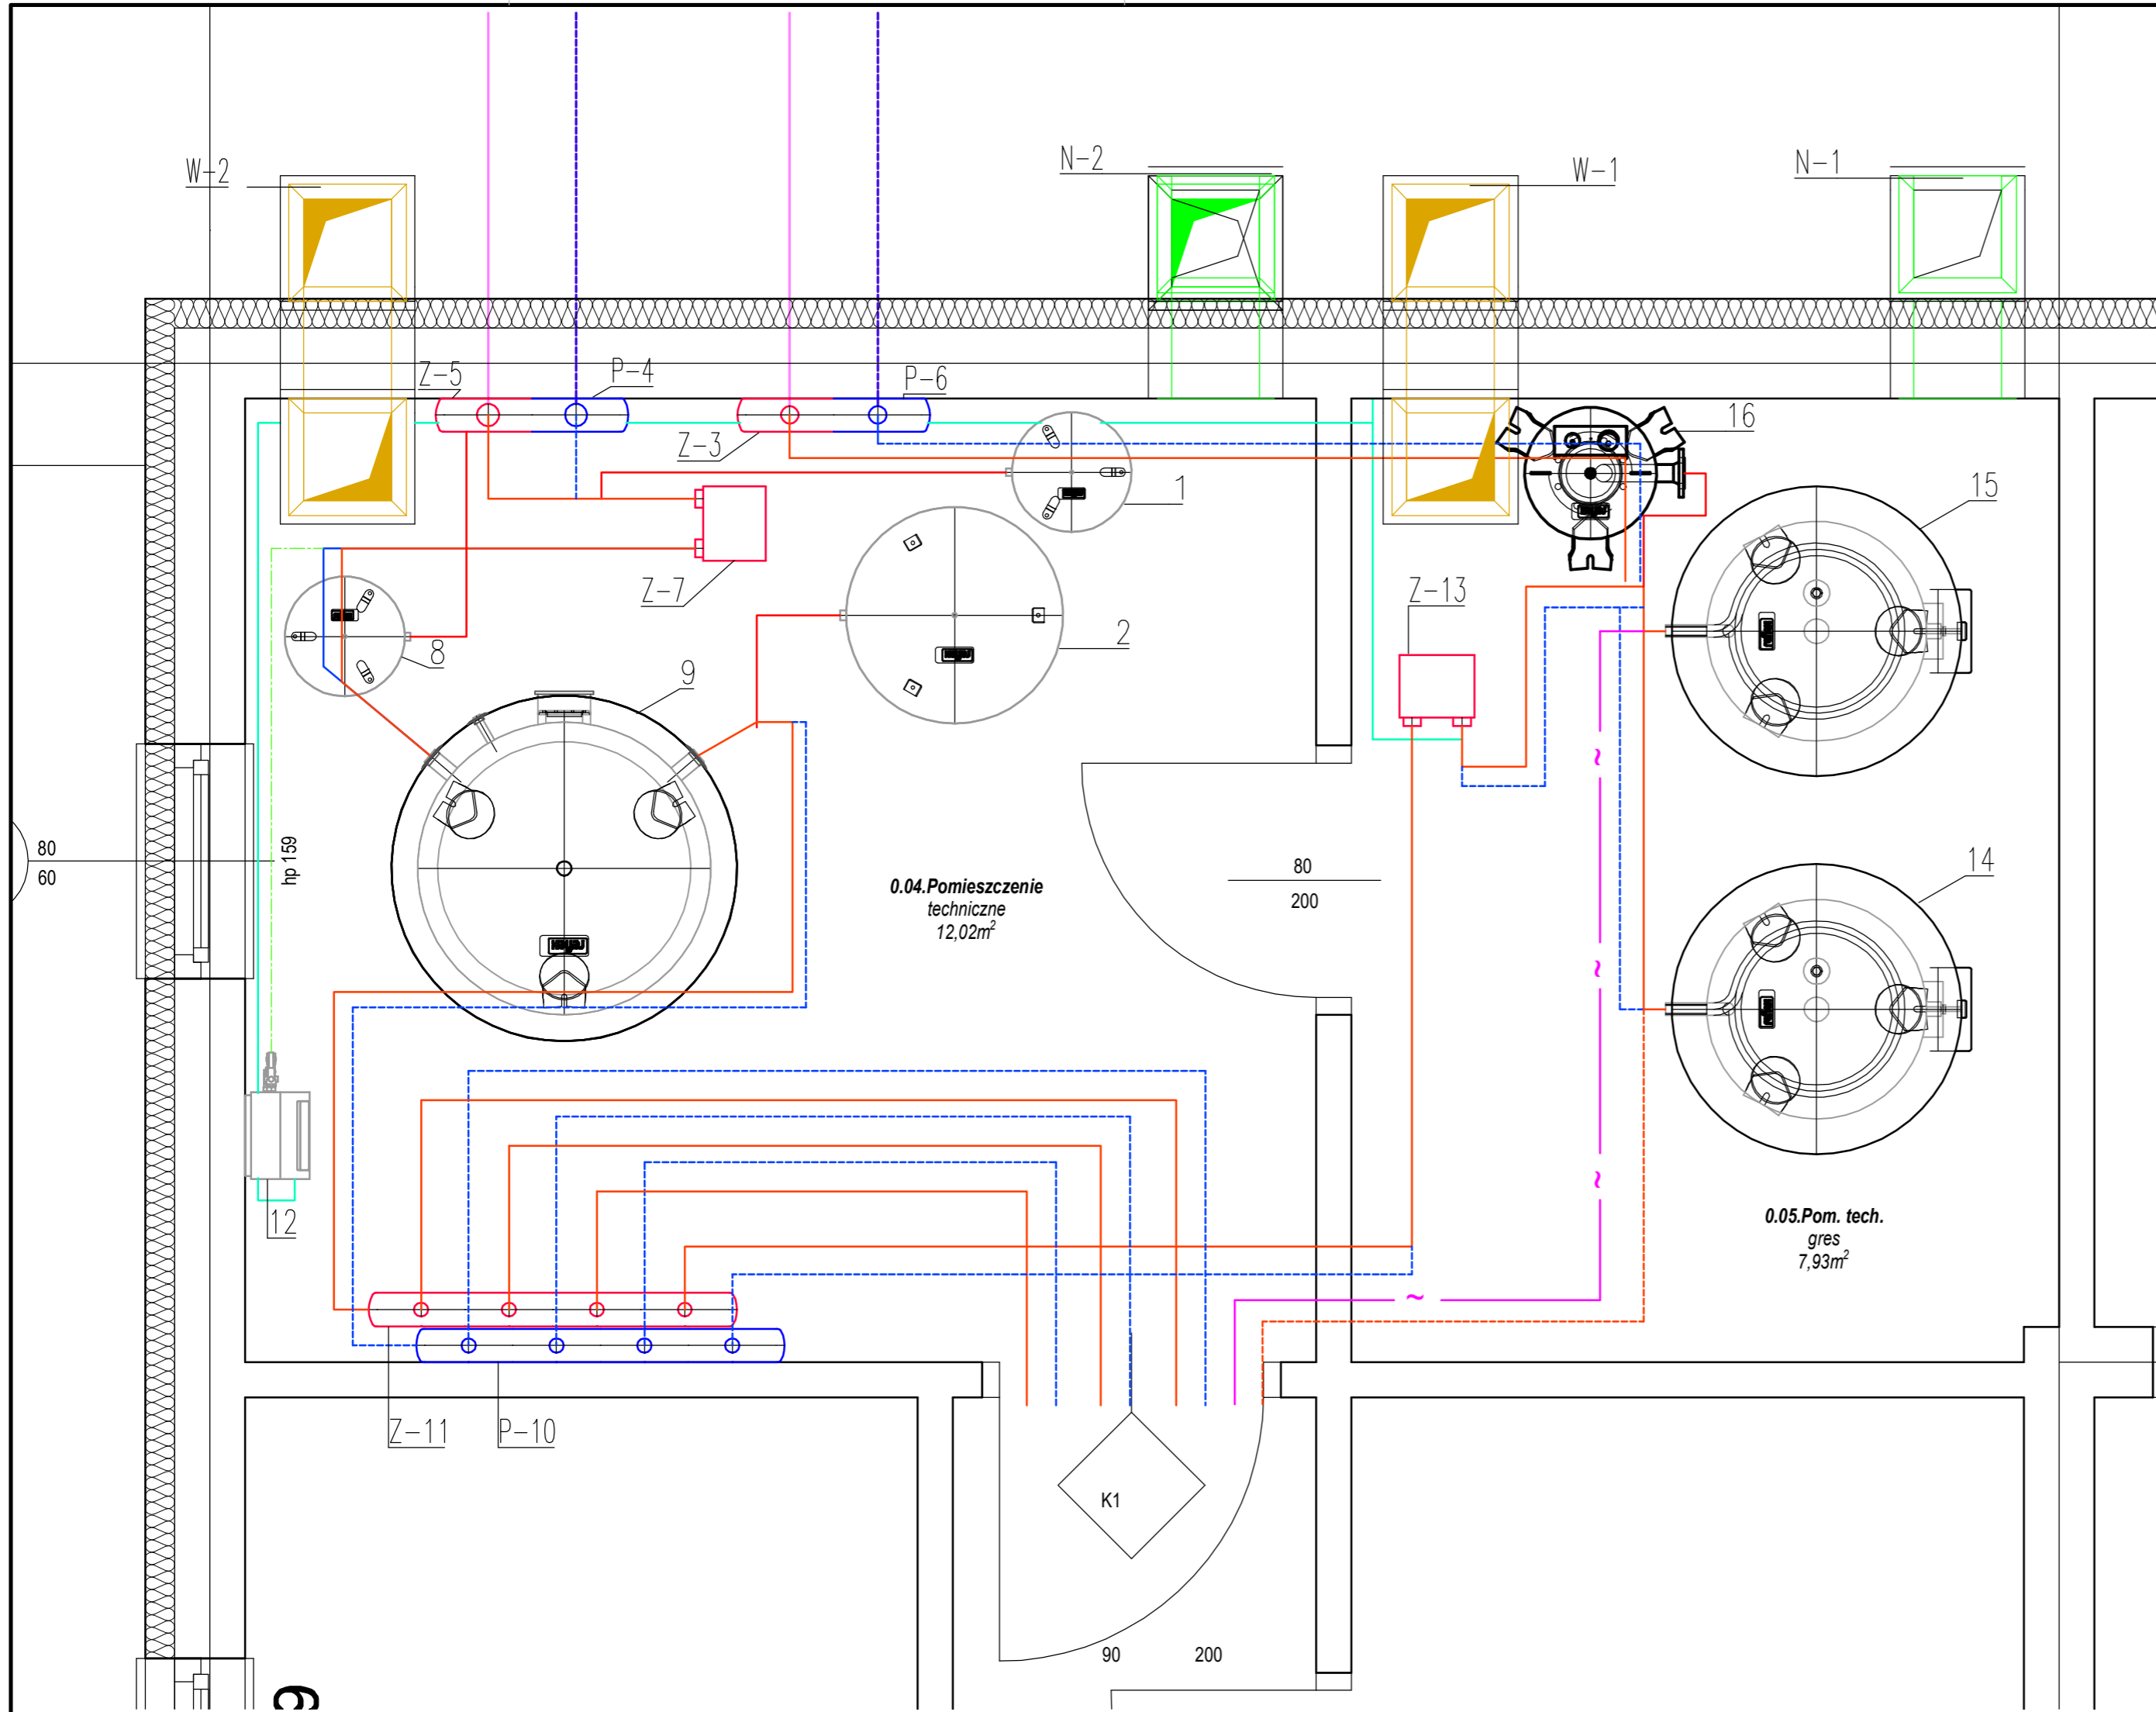 W-2
N-2
W-1
N-1
Z-5
P-4
P-6
Z-3
16
1
15
Z-7
Z-13
8
2
9
80
60
hp 159
0.04.Pomieszczenie
techniczne
12,02m²
80
200
14
12
0.05.Pom. tech.
gres
7,93m²
Z-11
P-10
K1
90
200